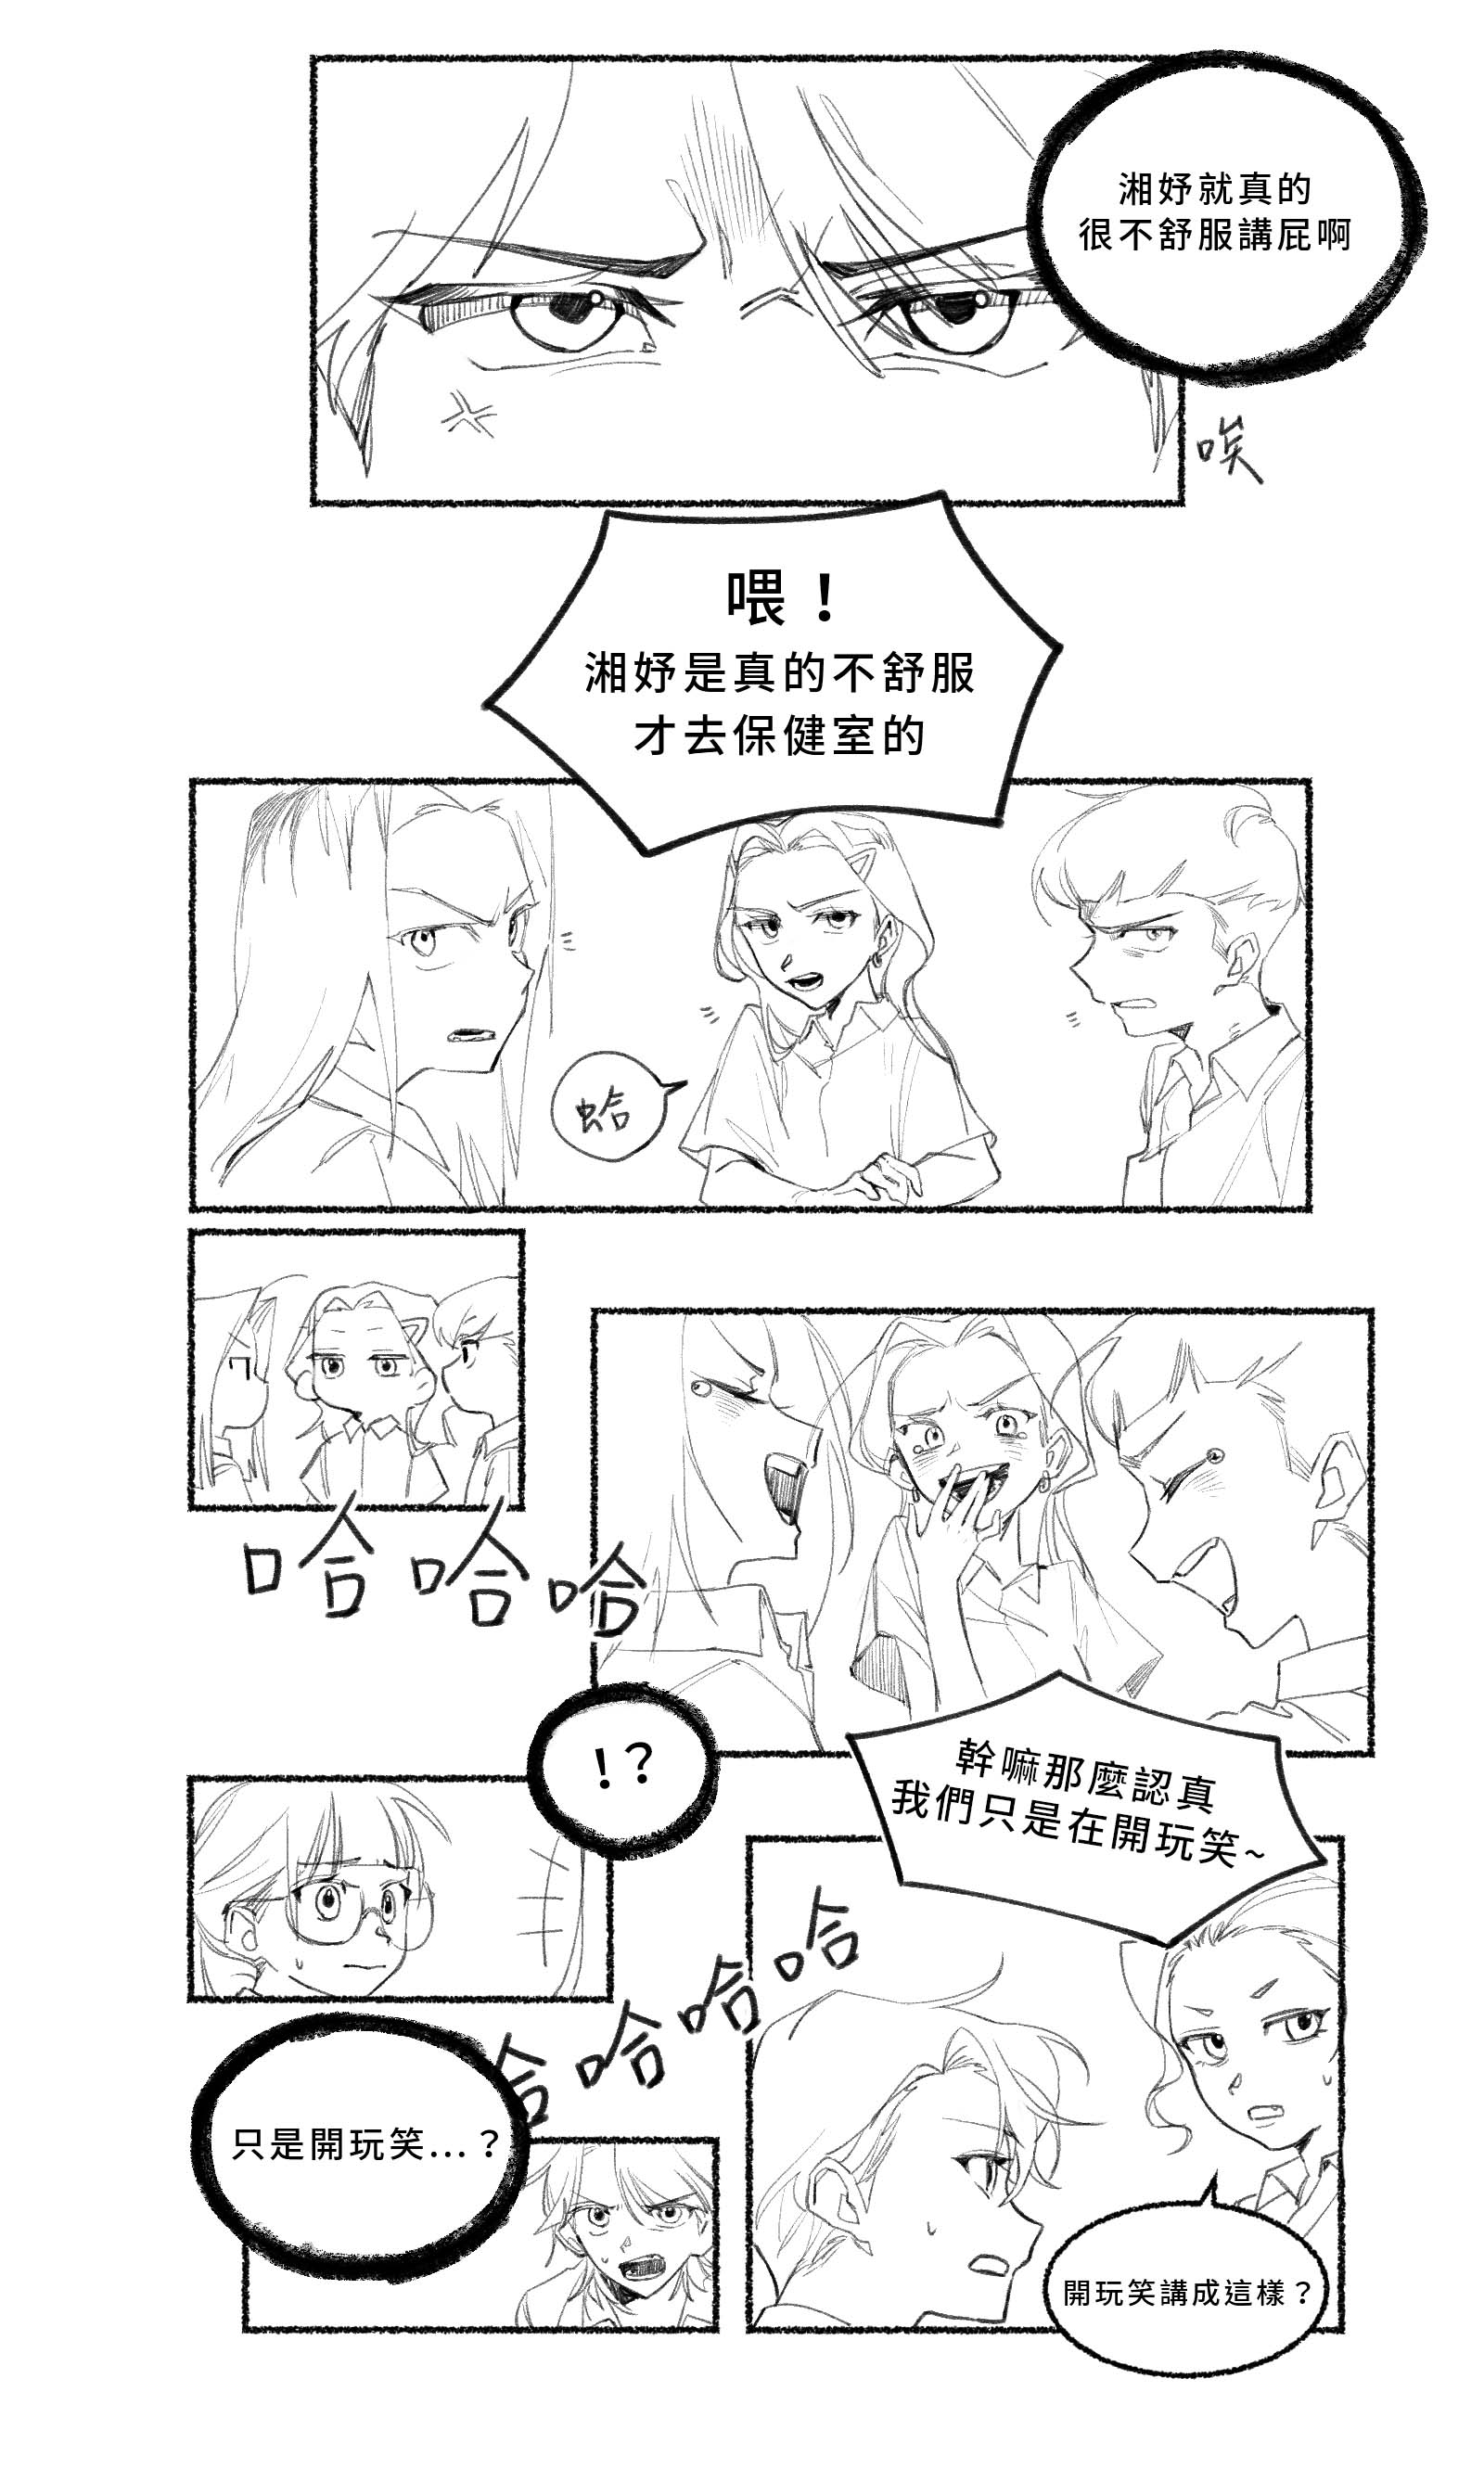 湘妤就真的
很不舒服講屁啊
唉
喂！
湘妤是真的不舒服
才去保健室的
蛤
哈哈哈
幹嘛那麼認真
我們只是在開玩笑~
！？
哈哈哈哈
只是開玩笑...？
開玩笑講成這樣？